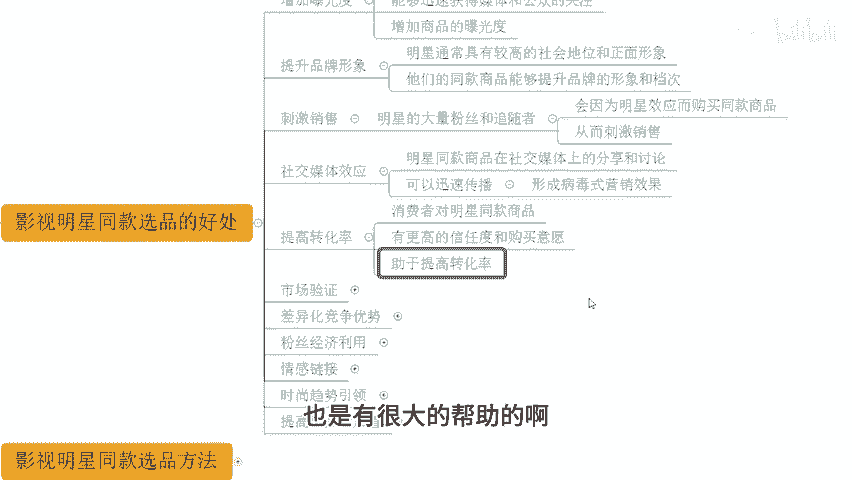 增加曝光度
能够迅速获得媒体和公众的关注
增加商品的曝光度
提升品牌形象
明星通常具有较高的社会地位和正面形象
他们的同款商品能够提升品牌的形象和档次
刺激销售
明星的大量粉丝和追随者
会因为明星效应而购买同款商品
从而刺激销售
社交媒体效应
明星同款商品在社交媒体上的分享和讨论
可以迅速传播
形成病毒式营销效果
影视明星同款选品的好处
提高转化率
消费者对明星同款商品
有更高的信任度和购买意愿
助于提高转化率
市场验证
差异化竞争优势
粉丝经济利用
情感链接
时尚趋势引领
提高
也是有很大的帮助的啊
影视明星同款选品方法